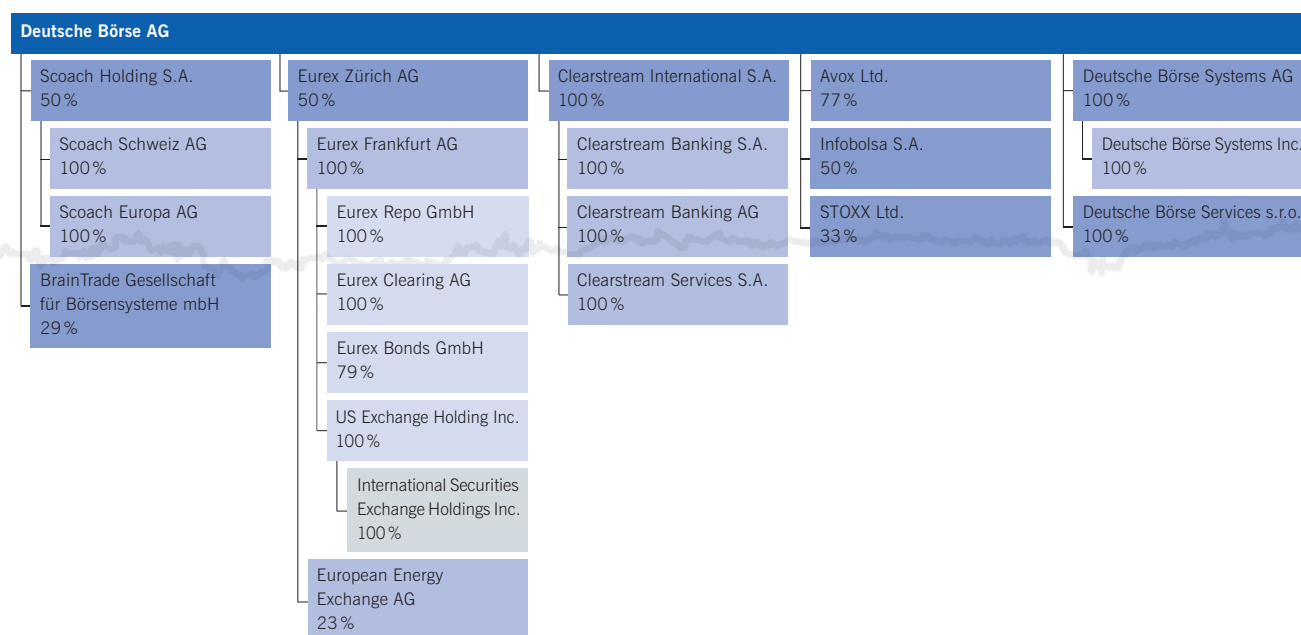 Deutsche Börse AG
Scoach Holding S.A.
50 %
Scoach Schweiz AG
100 %
Scoach Europa AG
100 %
BrainTrade Gesellschaft
für Börsensysteme mbH
29 %
Eurex Zürich AG
50 %
Eurex Frankfurt AG
100 %
Eurex Repo GmbH
100 %
Eurex Clearing AG
100 %
Eurex Bonds GmbH
79 %
US Exchange Holding Inc.
100 %
International Securities
Exchange Holdings Inc.
100 %
European Energy
Exchange AG
23 %
Clearstream International S.A.
100 %
Clearstream Banking S.A.
100 %
Clearstream Banking AG
100 %
Clearstream Services S.A.
100 %
Avox Ltd.
77 %
Infobolsa S.A.
50 %
STOXX Ltd.
33 %
Deutsche Börse Systems AG
100 %
Deutsche Börse Systems Inc.
100 %
Deutsche Börse Services s.r.o.
100 %